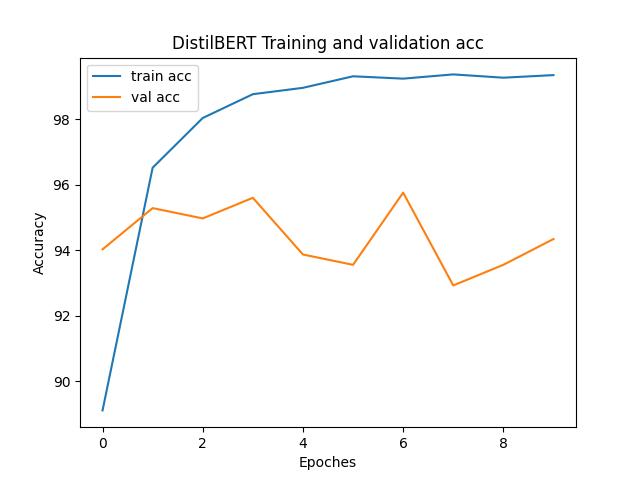 DistilBERT Training and validation acc
train acc
val acc
98
96
94
92
90
Accuracy
0 2 4 6 8
Epoches